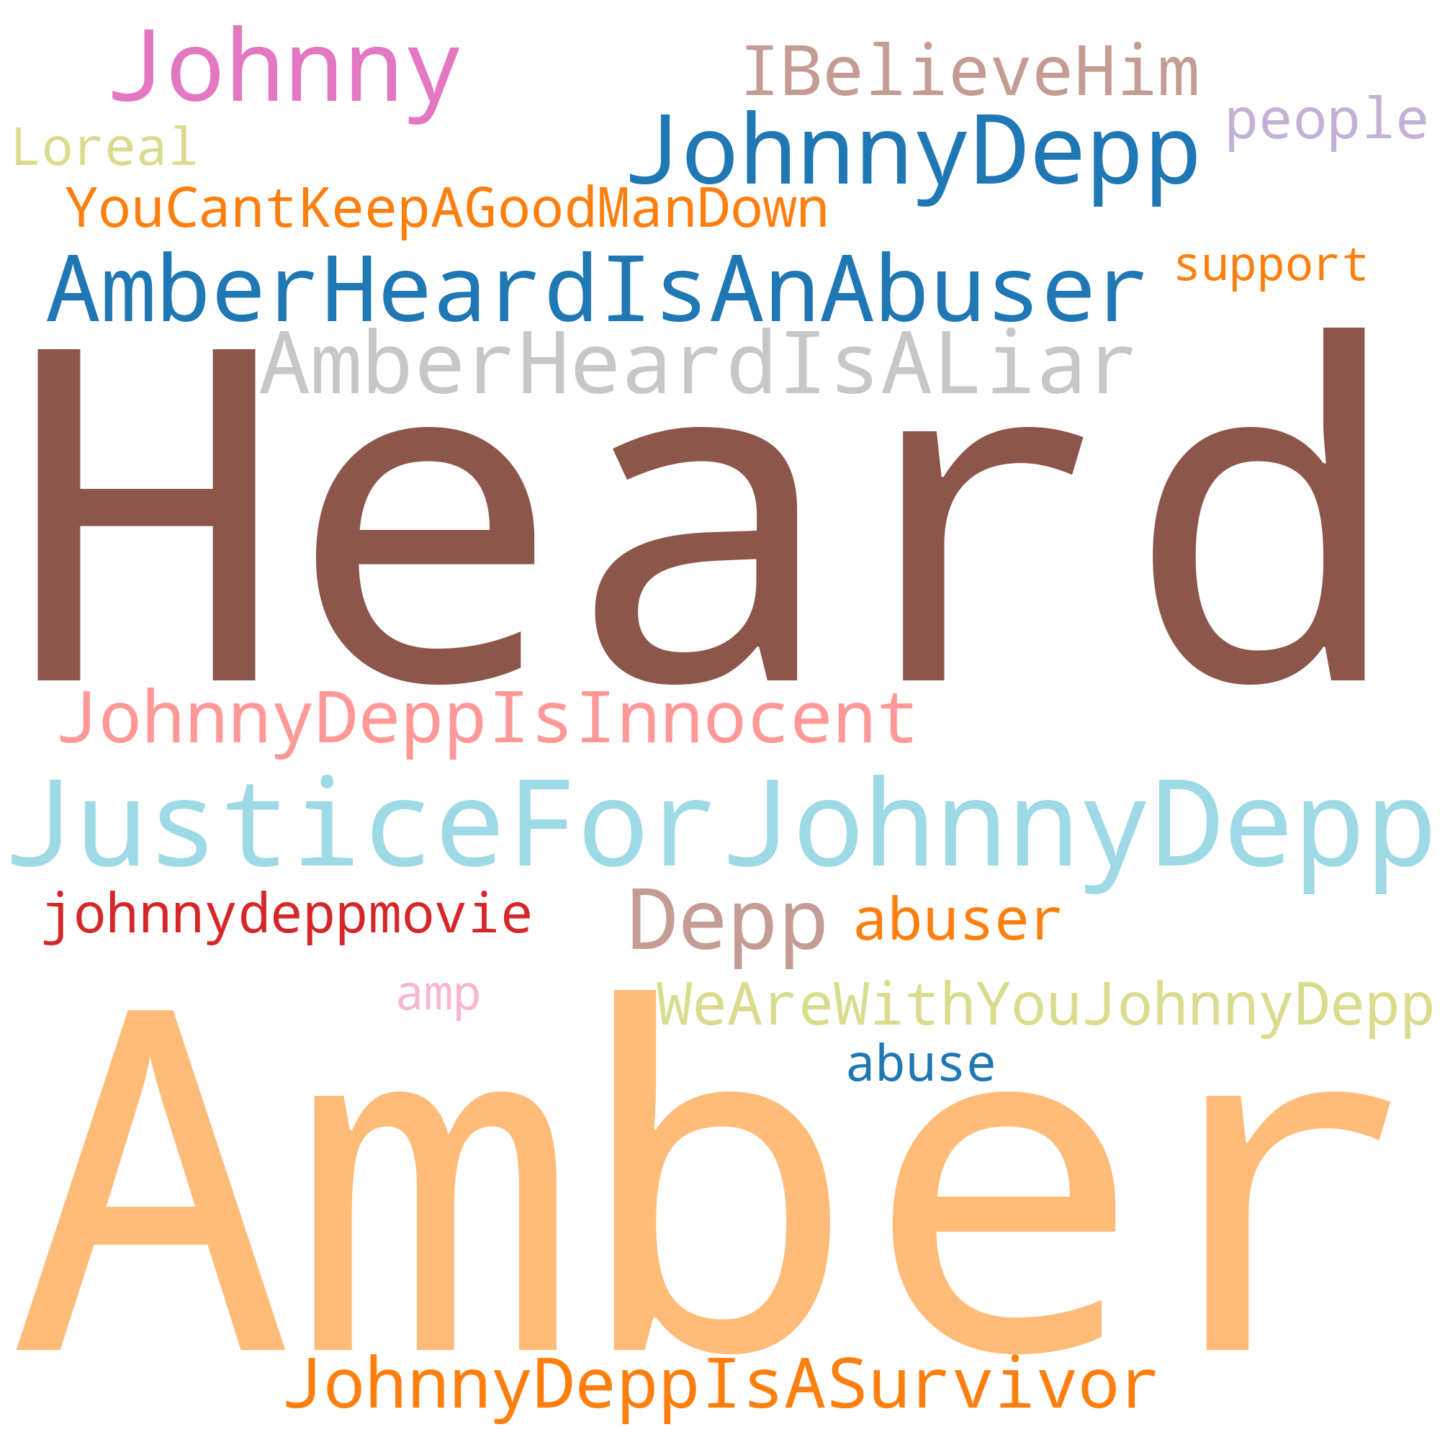 Johnny
IBelieveHim
people
Loreal
JohnnyDepp
YouCantKeepAGoodManDown
AmberHeardIsAnAbuser
support
AmberHeardIsALiar
Heard
JohnnyDeppIsInnocent
JusticeForJohnnyDepp
johnnydeppmovie
Depp
abuser
amp
WeAreWithYouJohnnyDepp
abuse
Amber
JohnnyDeppIsASurvivor